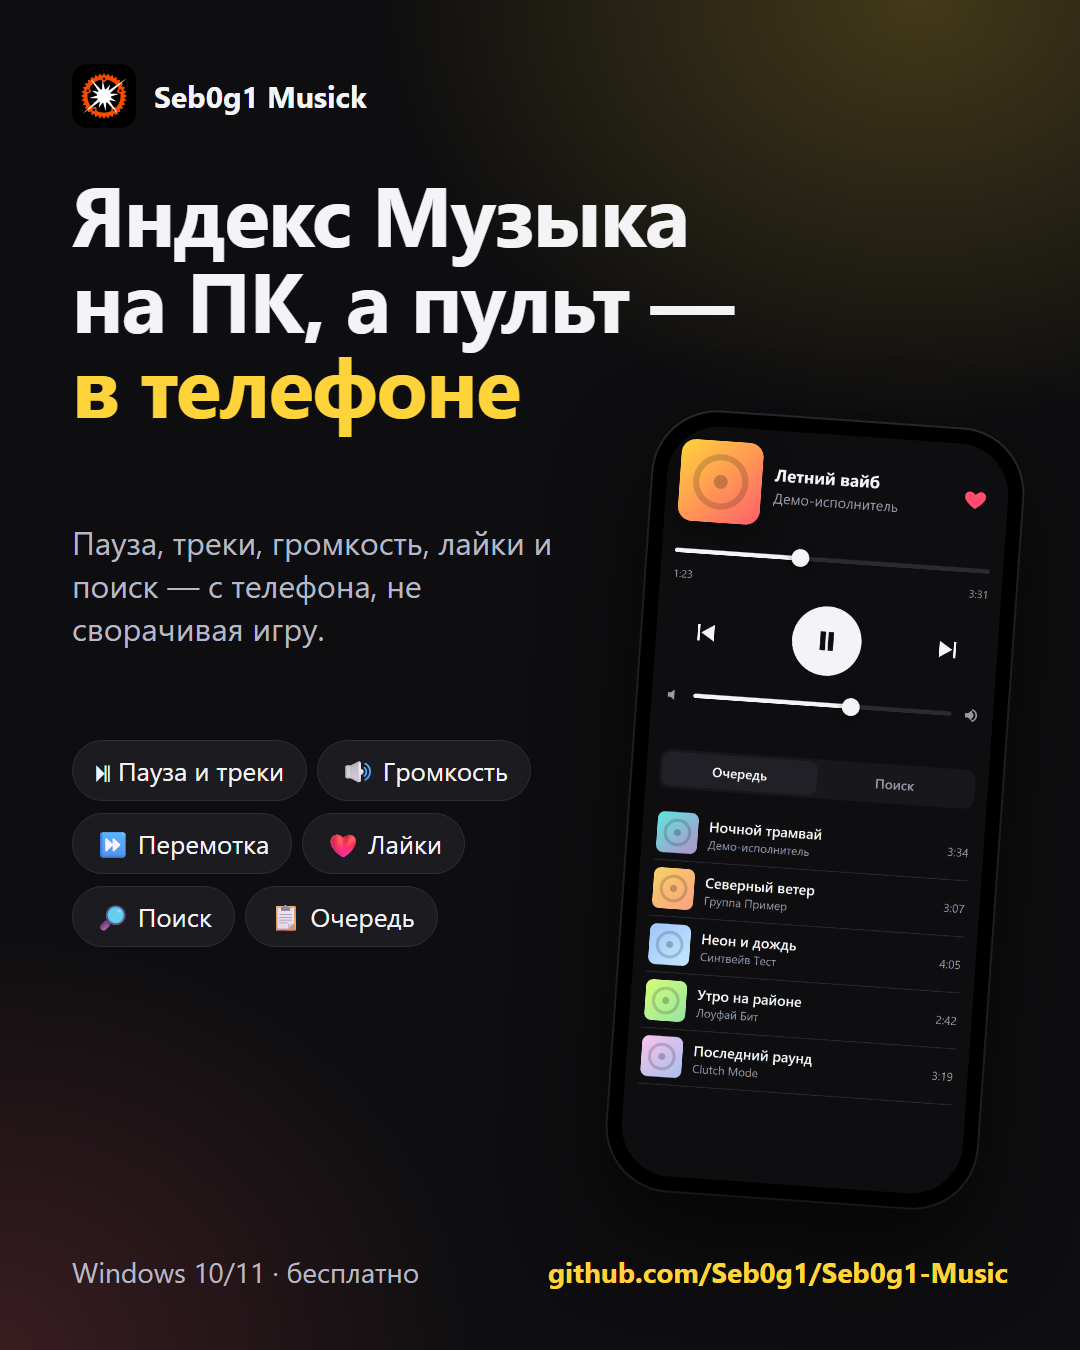 Seb0g1 Musick
Яндекс Музыка
на ПК, а пульт —
в телефоне
Пауза, треки, громкость, лайки и
поиск — с телефона, не
сворачивая игру.
Пауза и треки
Громкость
Перемотка
Лайки
Поиск
Очередь
Летний вайб
Демо-исполнитель
1:23
3:31
Очередь
Поиск
Ночной трамвай
Демо-исполнитель
3:34
Северный ветер
Группа Пример
3:07
Неон и дождь
Синтвейв Тест
4:05
Утро на районе
Лоуфай Бит
2:42
Последний раунд
Clutch Mode
3:19
Windows 10/11 · бесплатно
github.com/Seb0g1/Seb0g1-Music